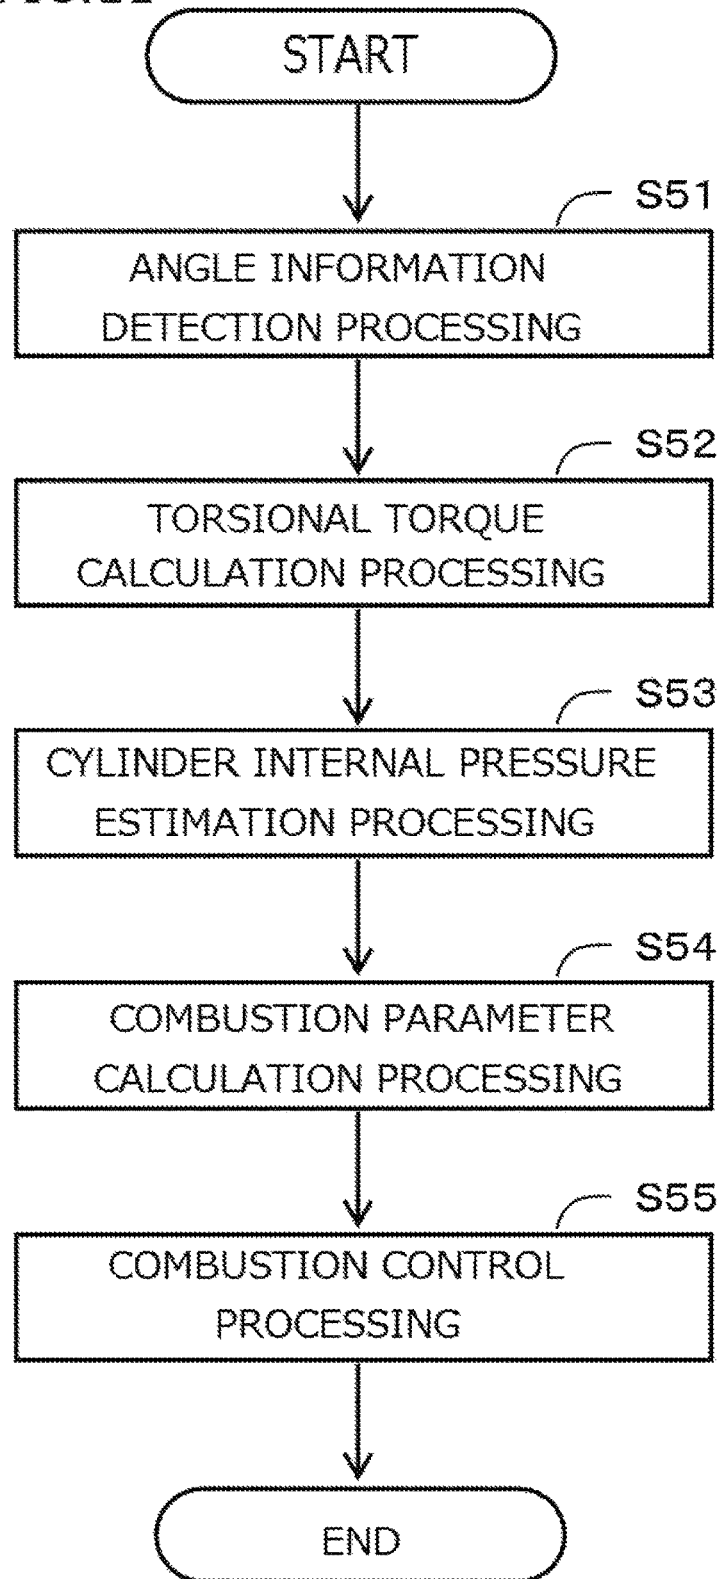 START
S51
ANGLE INFORMATION
DETECTION PROCESSING
S52
TORSIONAL TORQUE
CALCULATION PROCESSING
S53
CYLINDER INTERNAL PRESSURE
ESTIMATION PROCESSING
S54
COMBUSTION PARAMETER
CALCULATION PROCESSING
S55
COMBUSTION CONTROL
PROCESSING
END